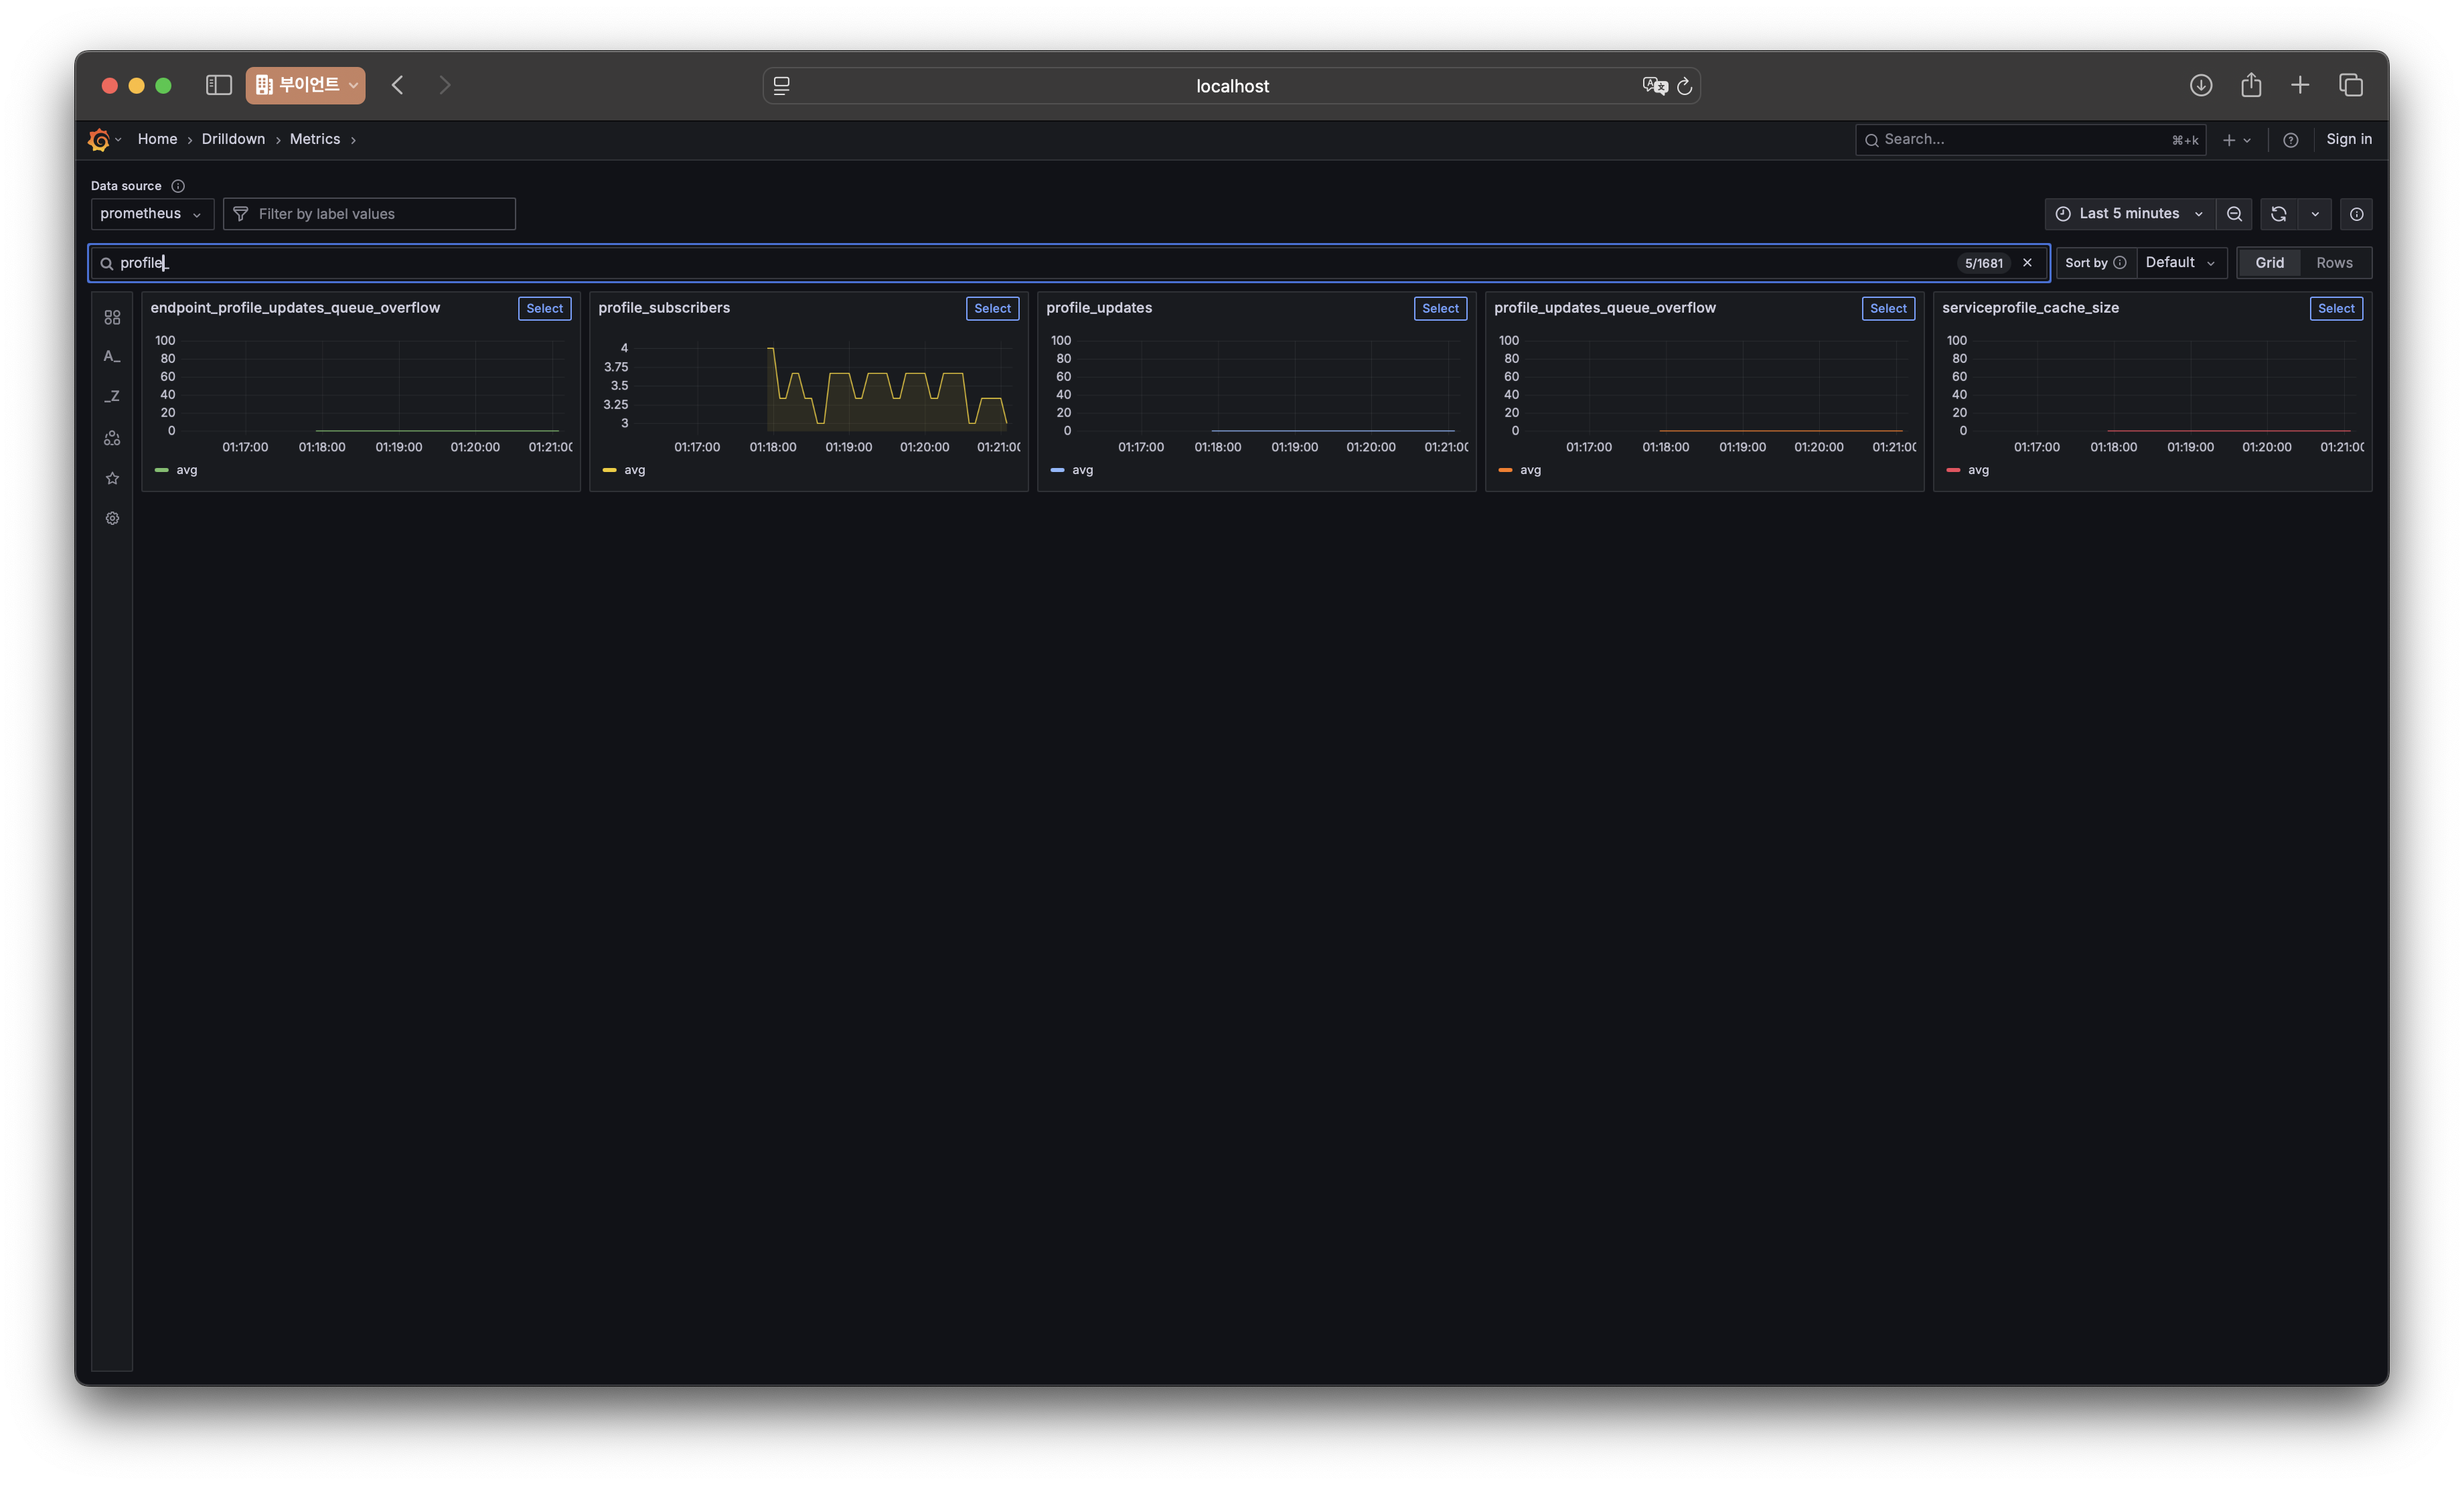 부이언트
localhost
Home › Drilldown › Metrics ›
Search... ⌘+k
Sign in
Data source
prometheus
Filter by label values
Last 5 minutes
profile_
5/1681
Sort by
Default
Grid
Rows
A_
_Z
endpoint_profile_updates_queue_overflow
Select
100
80
60
40
20
0
01:17:00 01:18:00 01:19:00 01:20:00 01:21:0
avg
profile_subscribers
Select
4
3.75
3.5
3.25
3
01:17:00 01:18:00 01:19:00 01:20:00 01:21:0
avg
profile_updates
Select
100
80
60
40
20
0
01:17:00 01:18:00 01:19:00 01:20:00 01:21:0
avg
profile_updates_queue_overflow
Select
100
80
60
40
20
0
01:17:00 01:18:00 01:19:00 01:20:00 01:21:0
avg
serviceprofile_cache_size
Select
100
80
60
40
20
0
01:17:00 01:18:00 01:19:00 01:20:00 01:21:0
avg